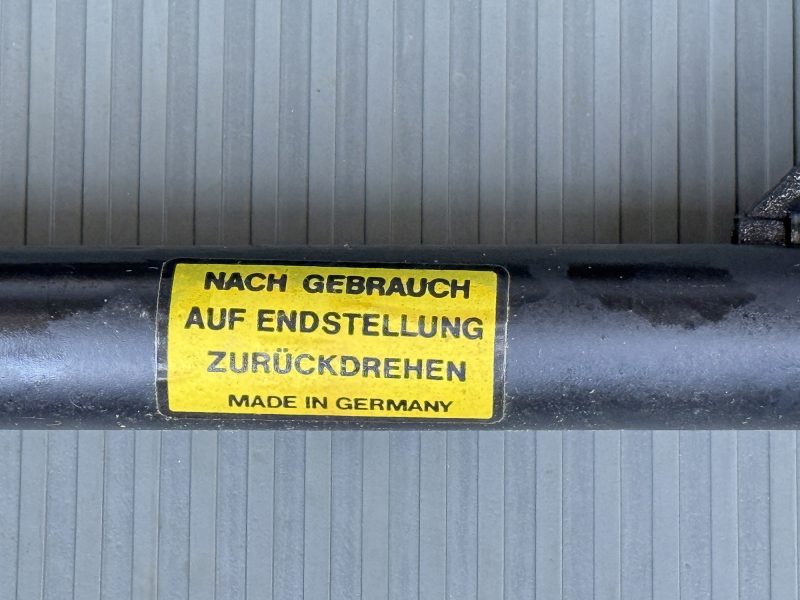 NACH GEBRAUCH
AUF ENDSTELLUNG
ZURÜCKDREHEN
MADE IN GERMANY